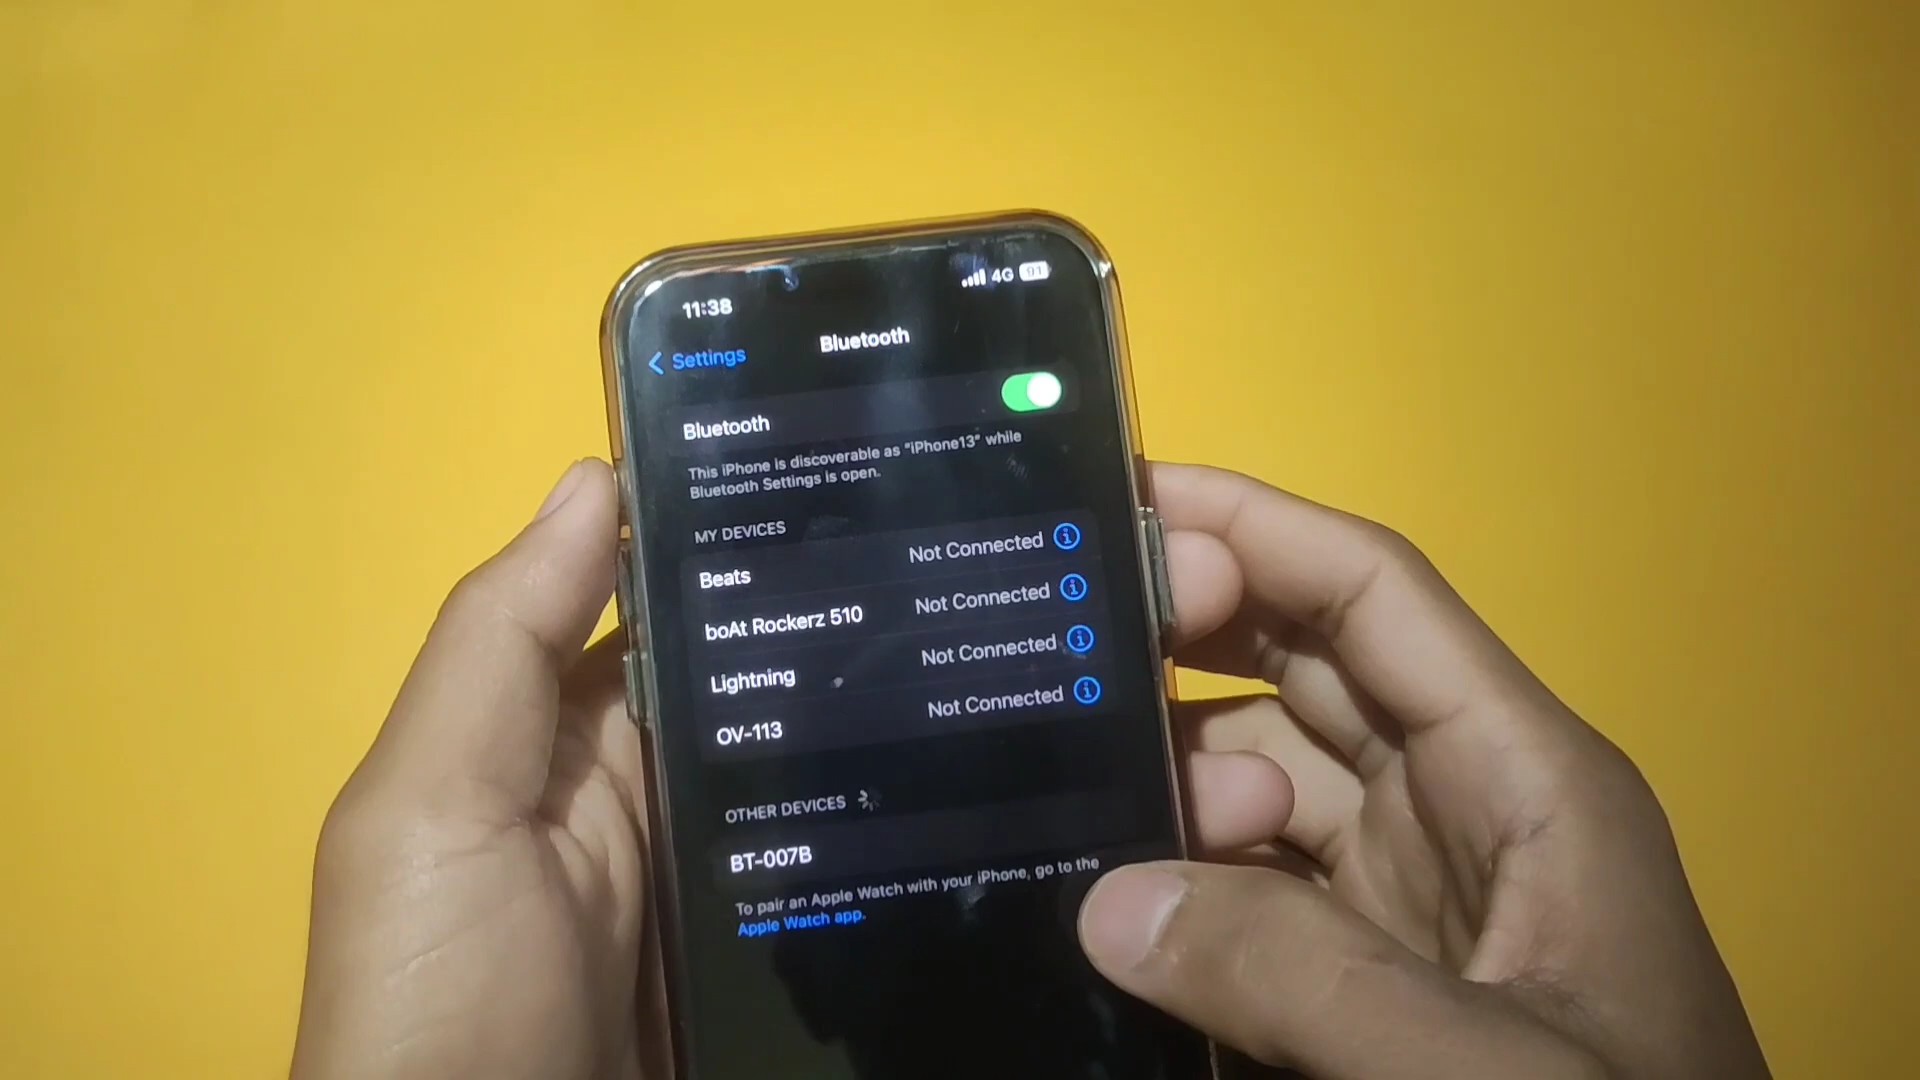 11:38
4G 91
Settings
Bluetooth
Bluetooth
This iPhone is discoverable as "iPhone13" while
Bluetooth Settings is open.
MY DEVICES
Beats Not Connected
boAt Rockerz 510 Not Connected
Lightning Not Connected
OV-113 Not Connected
OTHER DEVICES
BT-007B
To pair an Apple Watch with your iPhone, go to the
Apple Watch app.